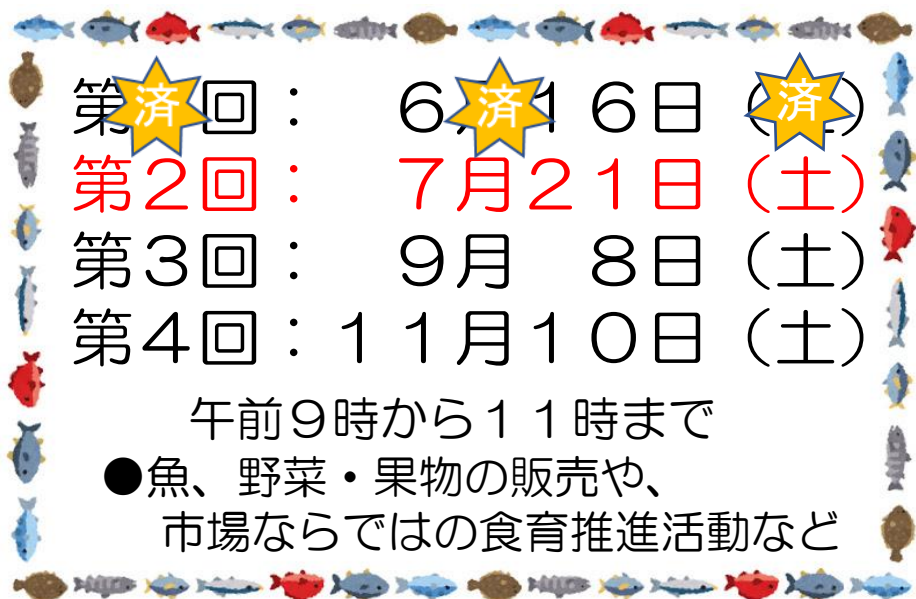 第 済 回： ６ 済 １６日（ 済 ）
第２回： ７月２１日（土）
第３回： ９月 ８日（土）
第４回：１１月１０日（土）
午前９時から１１時まで
●魚、野菜・果物の販売や、
市場ならではの食育推進活動など